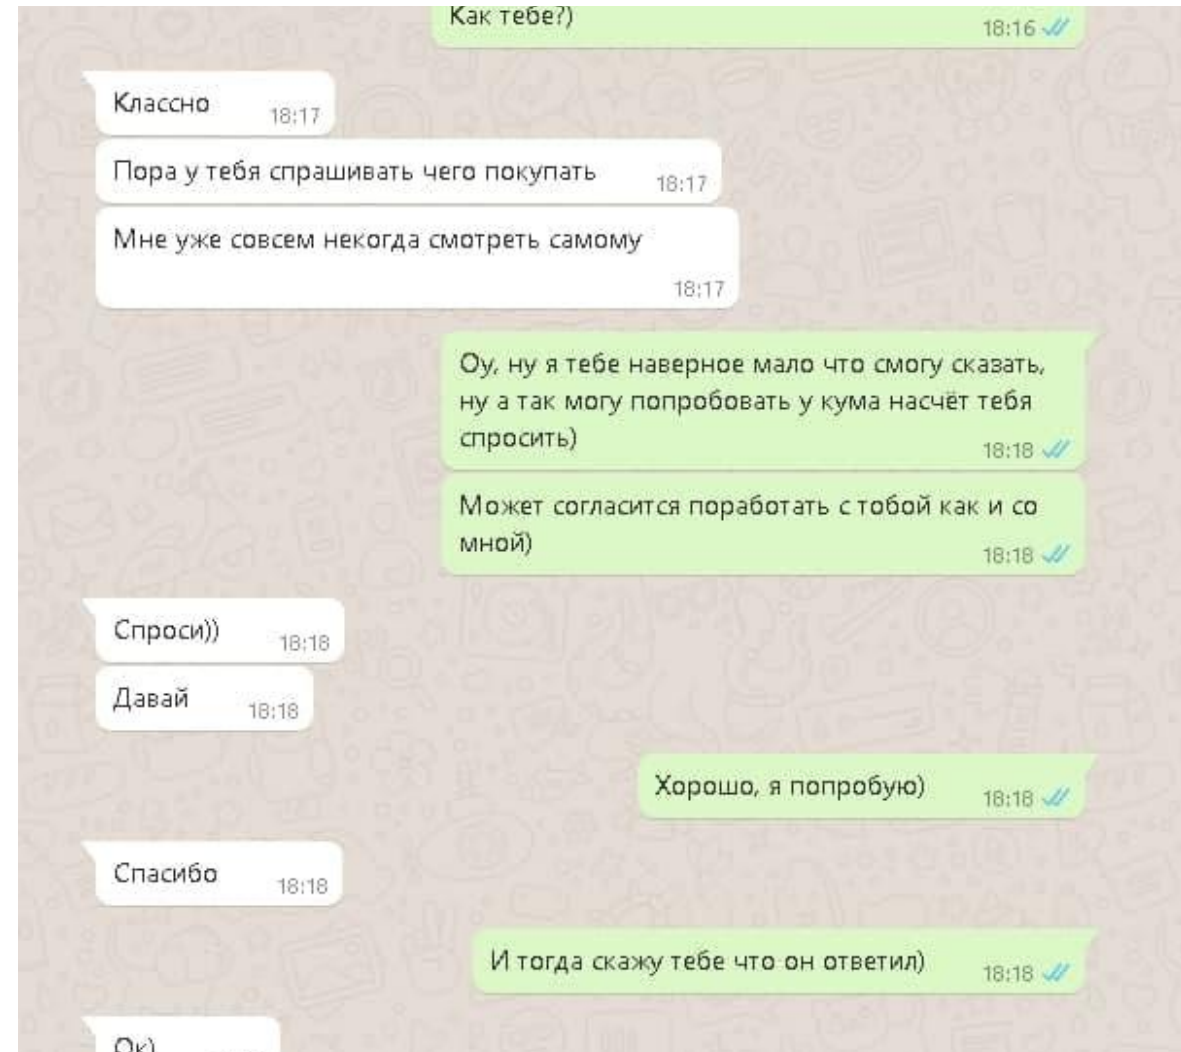 Как тебе?)
18:16
Классно
18:17
Пора у тебя спрашивать чего покупать
18:17
Мне уже совсем некогда смотреть самому
18:17
Оу, ну я тебе наверное мало что смогу сказать,
ну а так могу попробовать у кума насчёт тебя
спросить)
18:18
Может согласится поработать с тобой как и со
мной)
18:18
Спроси))
18:18
Давай
18:18
Хорошо, я попробую)
18:18
Спасибо
18:18
И тогда скажу тебе что он ответил)
18:18
Ок)